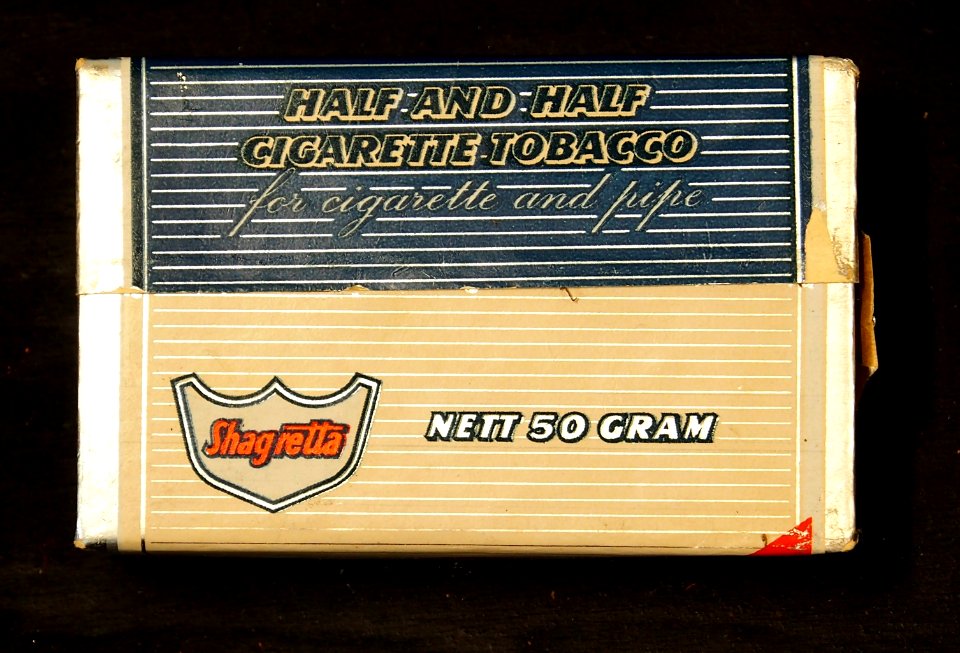 HALF AND HALF
CIGARETTE TOBACCO
for cigarette and pipe
Shagretta
NETT 50 GRAM